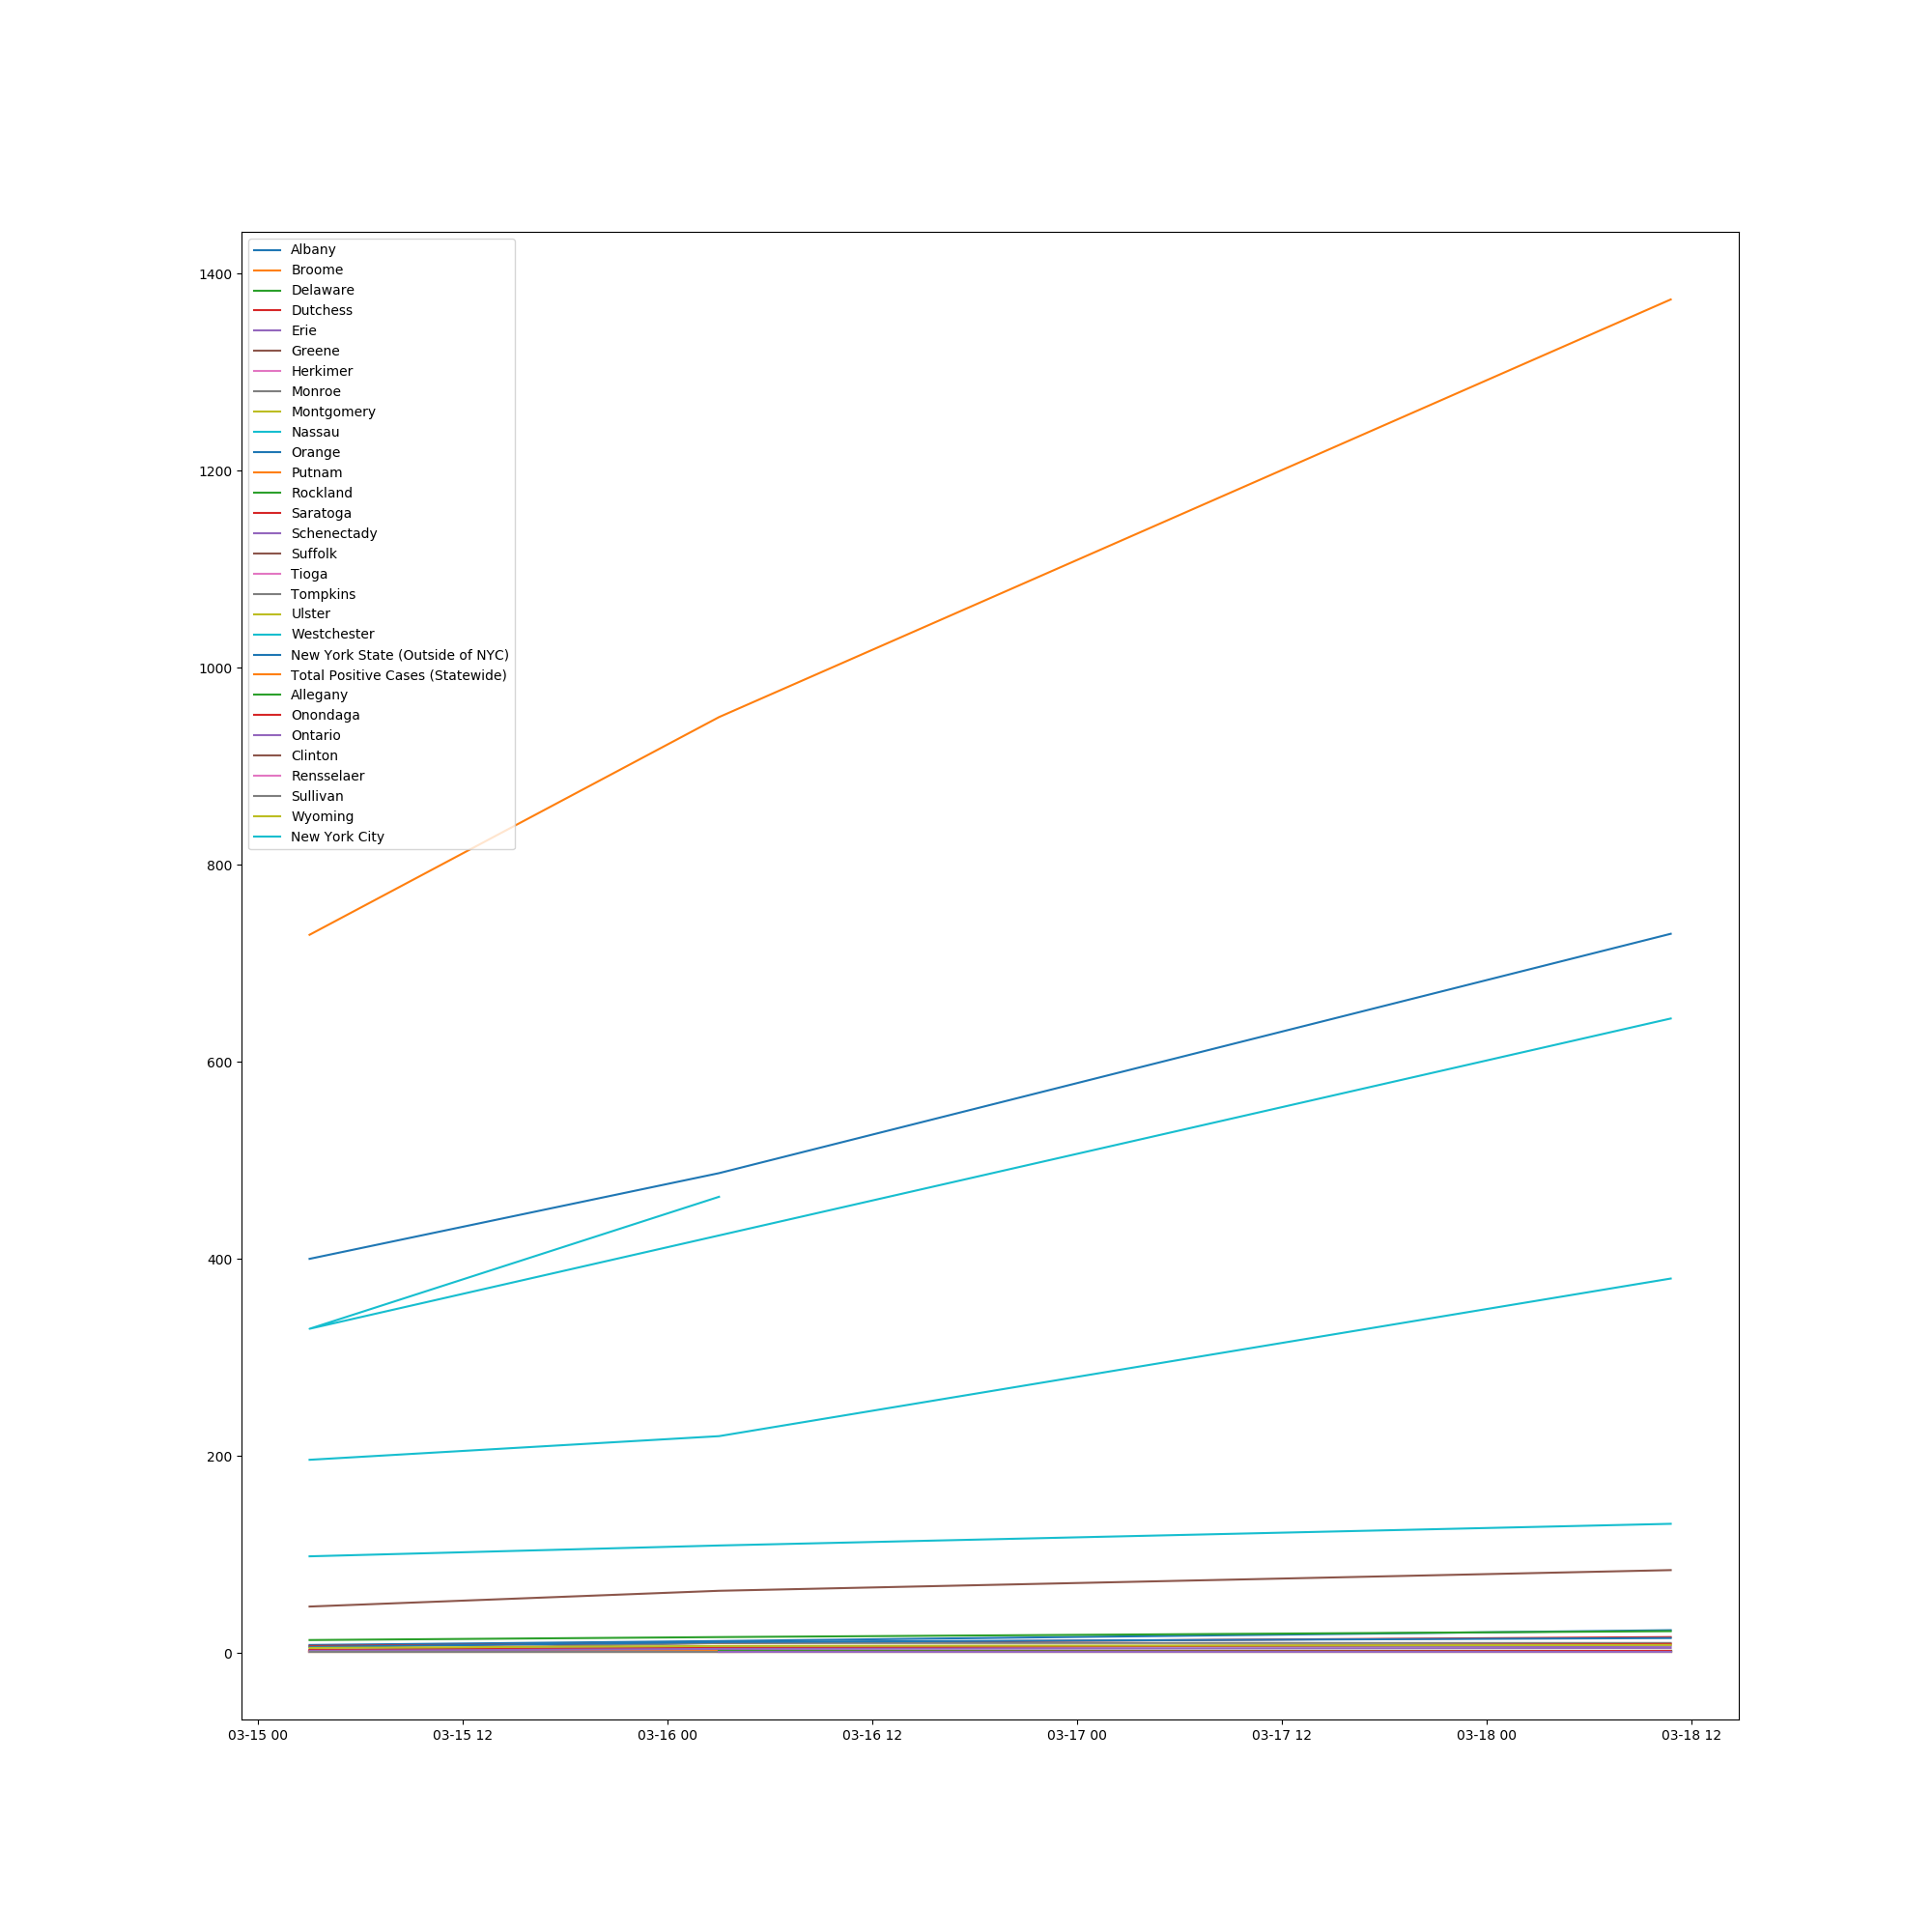 Albany
Broome
Delaware
Dutchess
Erie
Greene
Herkimer
Monroe
Montgomery
Nassau
Orange
Putnam
Rockland
Saratoga
Schenectady
Suffolk
Tioga
Tompkins
Ulster
Westchester
New York State (Outside of NYC)
Total Positive Cases (Statewide)
Allegany
Onondaga
Ontario
Clinton
Rensselaer
Sullivan
Wyoming
New York City
1400
1200
1000
800
600
400
200
0
03-15 00 03-15 12 03-16 00 03-16 12 03-17 00 03-17 12 03-18 00 03-18 12